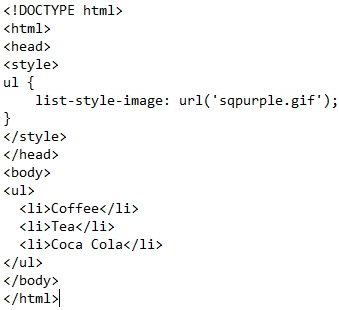 <!DOCTYPE html>
<html>
<head>
<style>
ul {
    list-style-image: url('sqpurple.gif');
}
</style>
</head>
<body>
<ul>
  <li>Coffee</li>
  <li>Tea</li>
  <li>Coca Cola</li>
</ul>
</body>
</html>